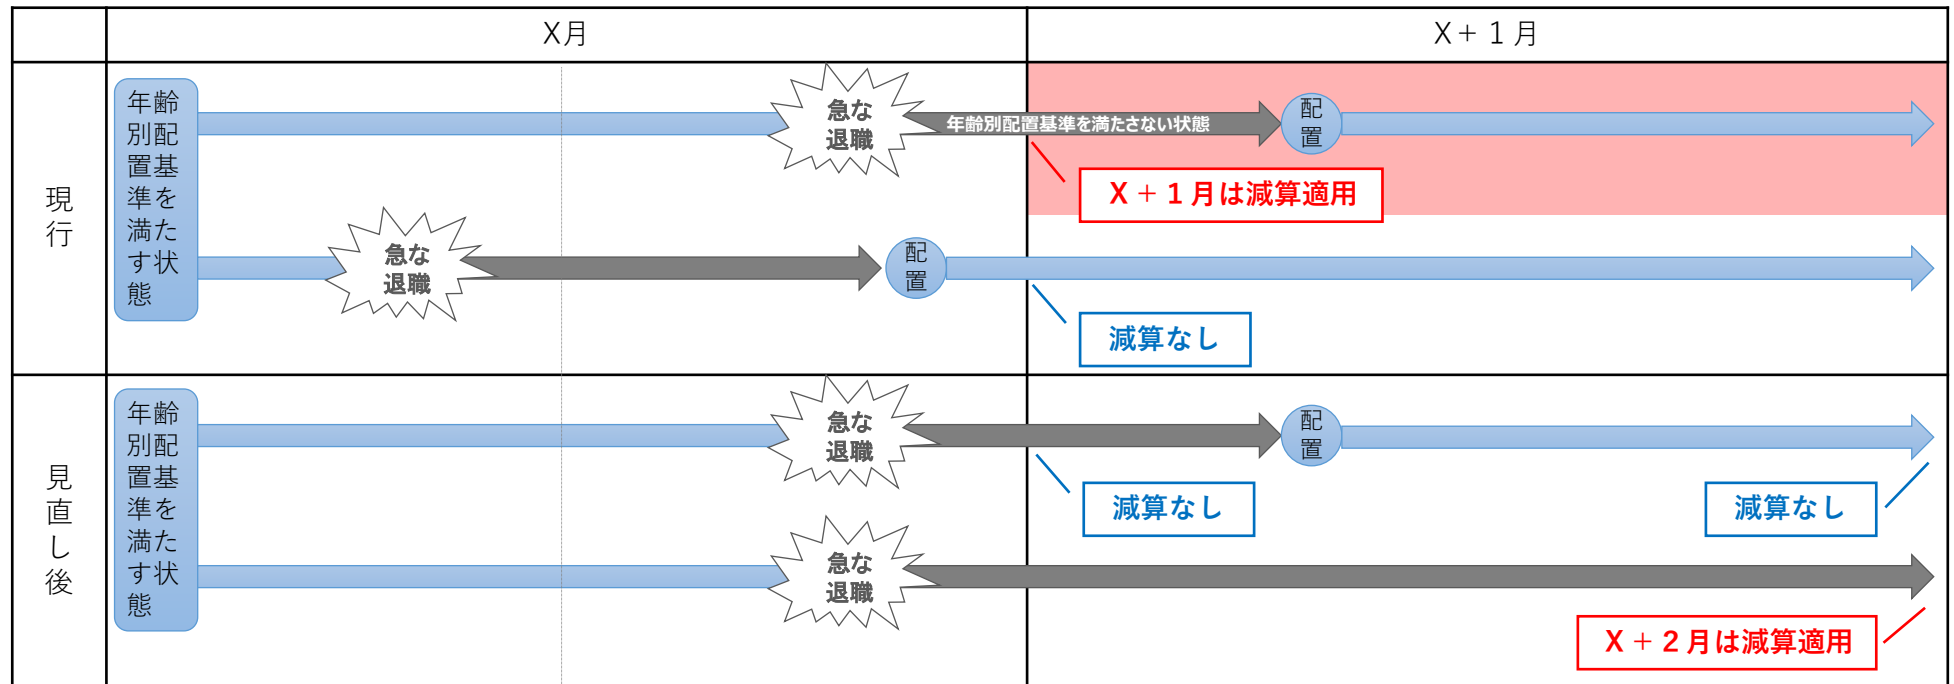 X月
X＋１月
現行
年齢
別配
置基
準を
満た
す状
態
急な
退職
年齢別配置基準を満たさない状態
配
置
X＋１月は減算適用
急な
退職
配
置
減算なし
見直し後
年齢
別配
置基
準を
満た
す状
態
急な
退職
配
置
減算なし
減算なし
急な
退職
X＋２月は減算適用